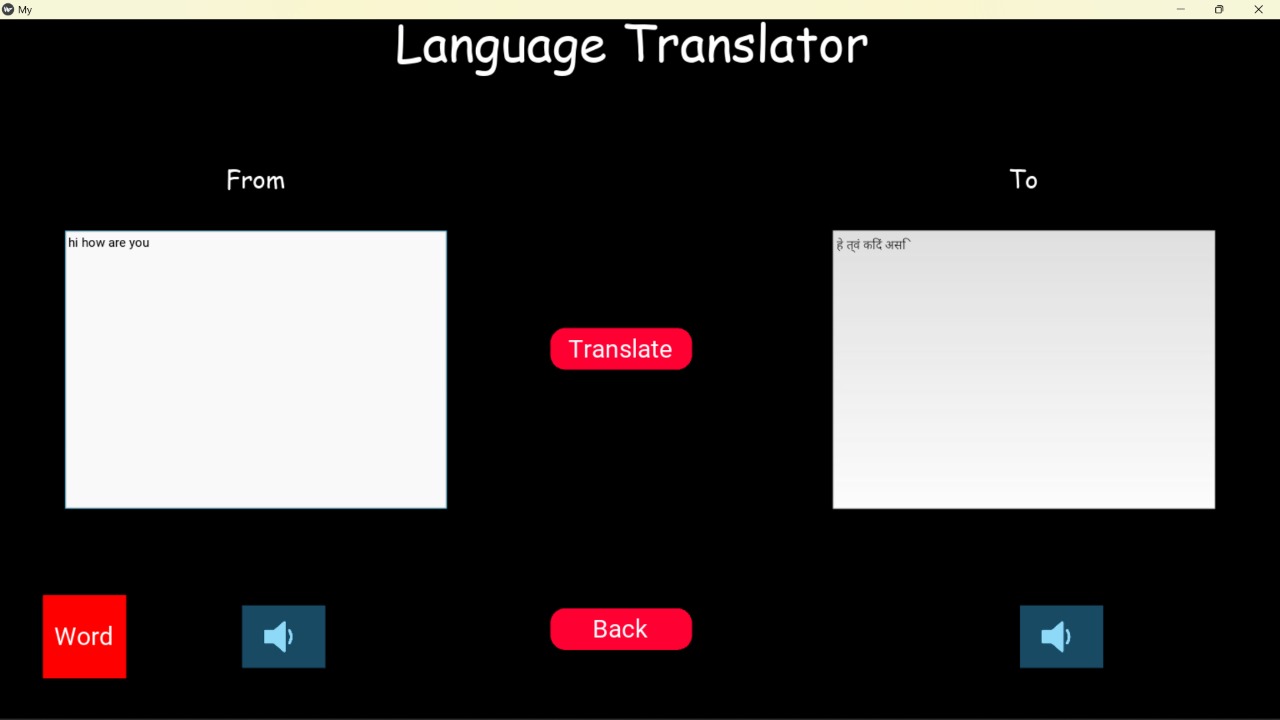 My
Language Translator
From
To
hi how are you
हे त्वं कदिं असि
Translate
Word
Back